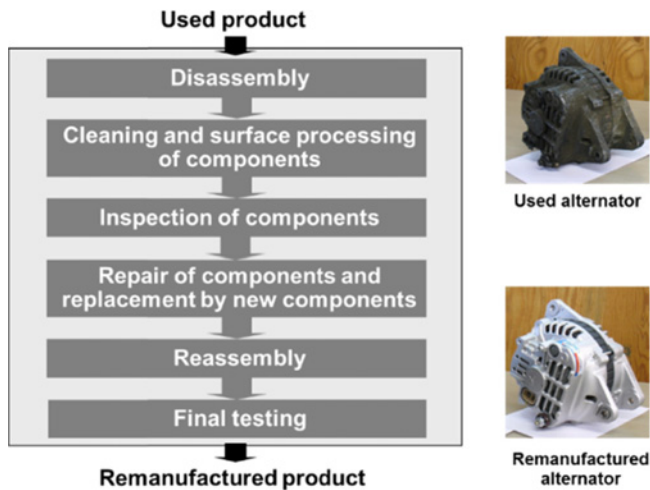 Used product
Disassembly
Cleaning and surface processing
of components
Inspection of components
Repair of components and
replacement by new components
Reassembly
Final testing
Remanufactured product
Used alternator
Remanufactured
alternator